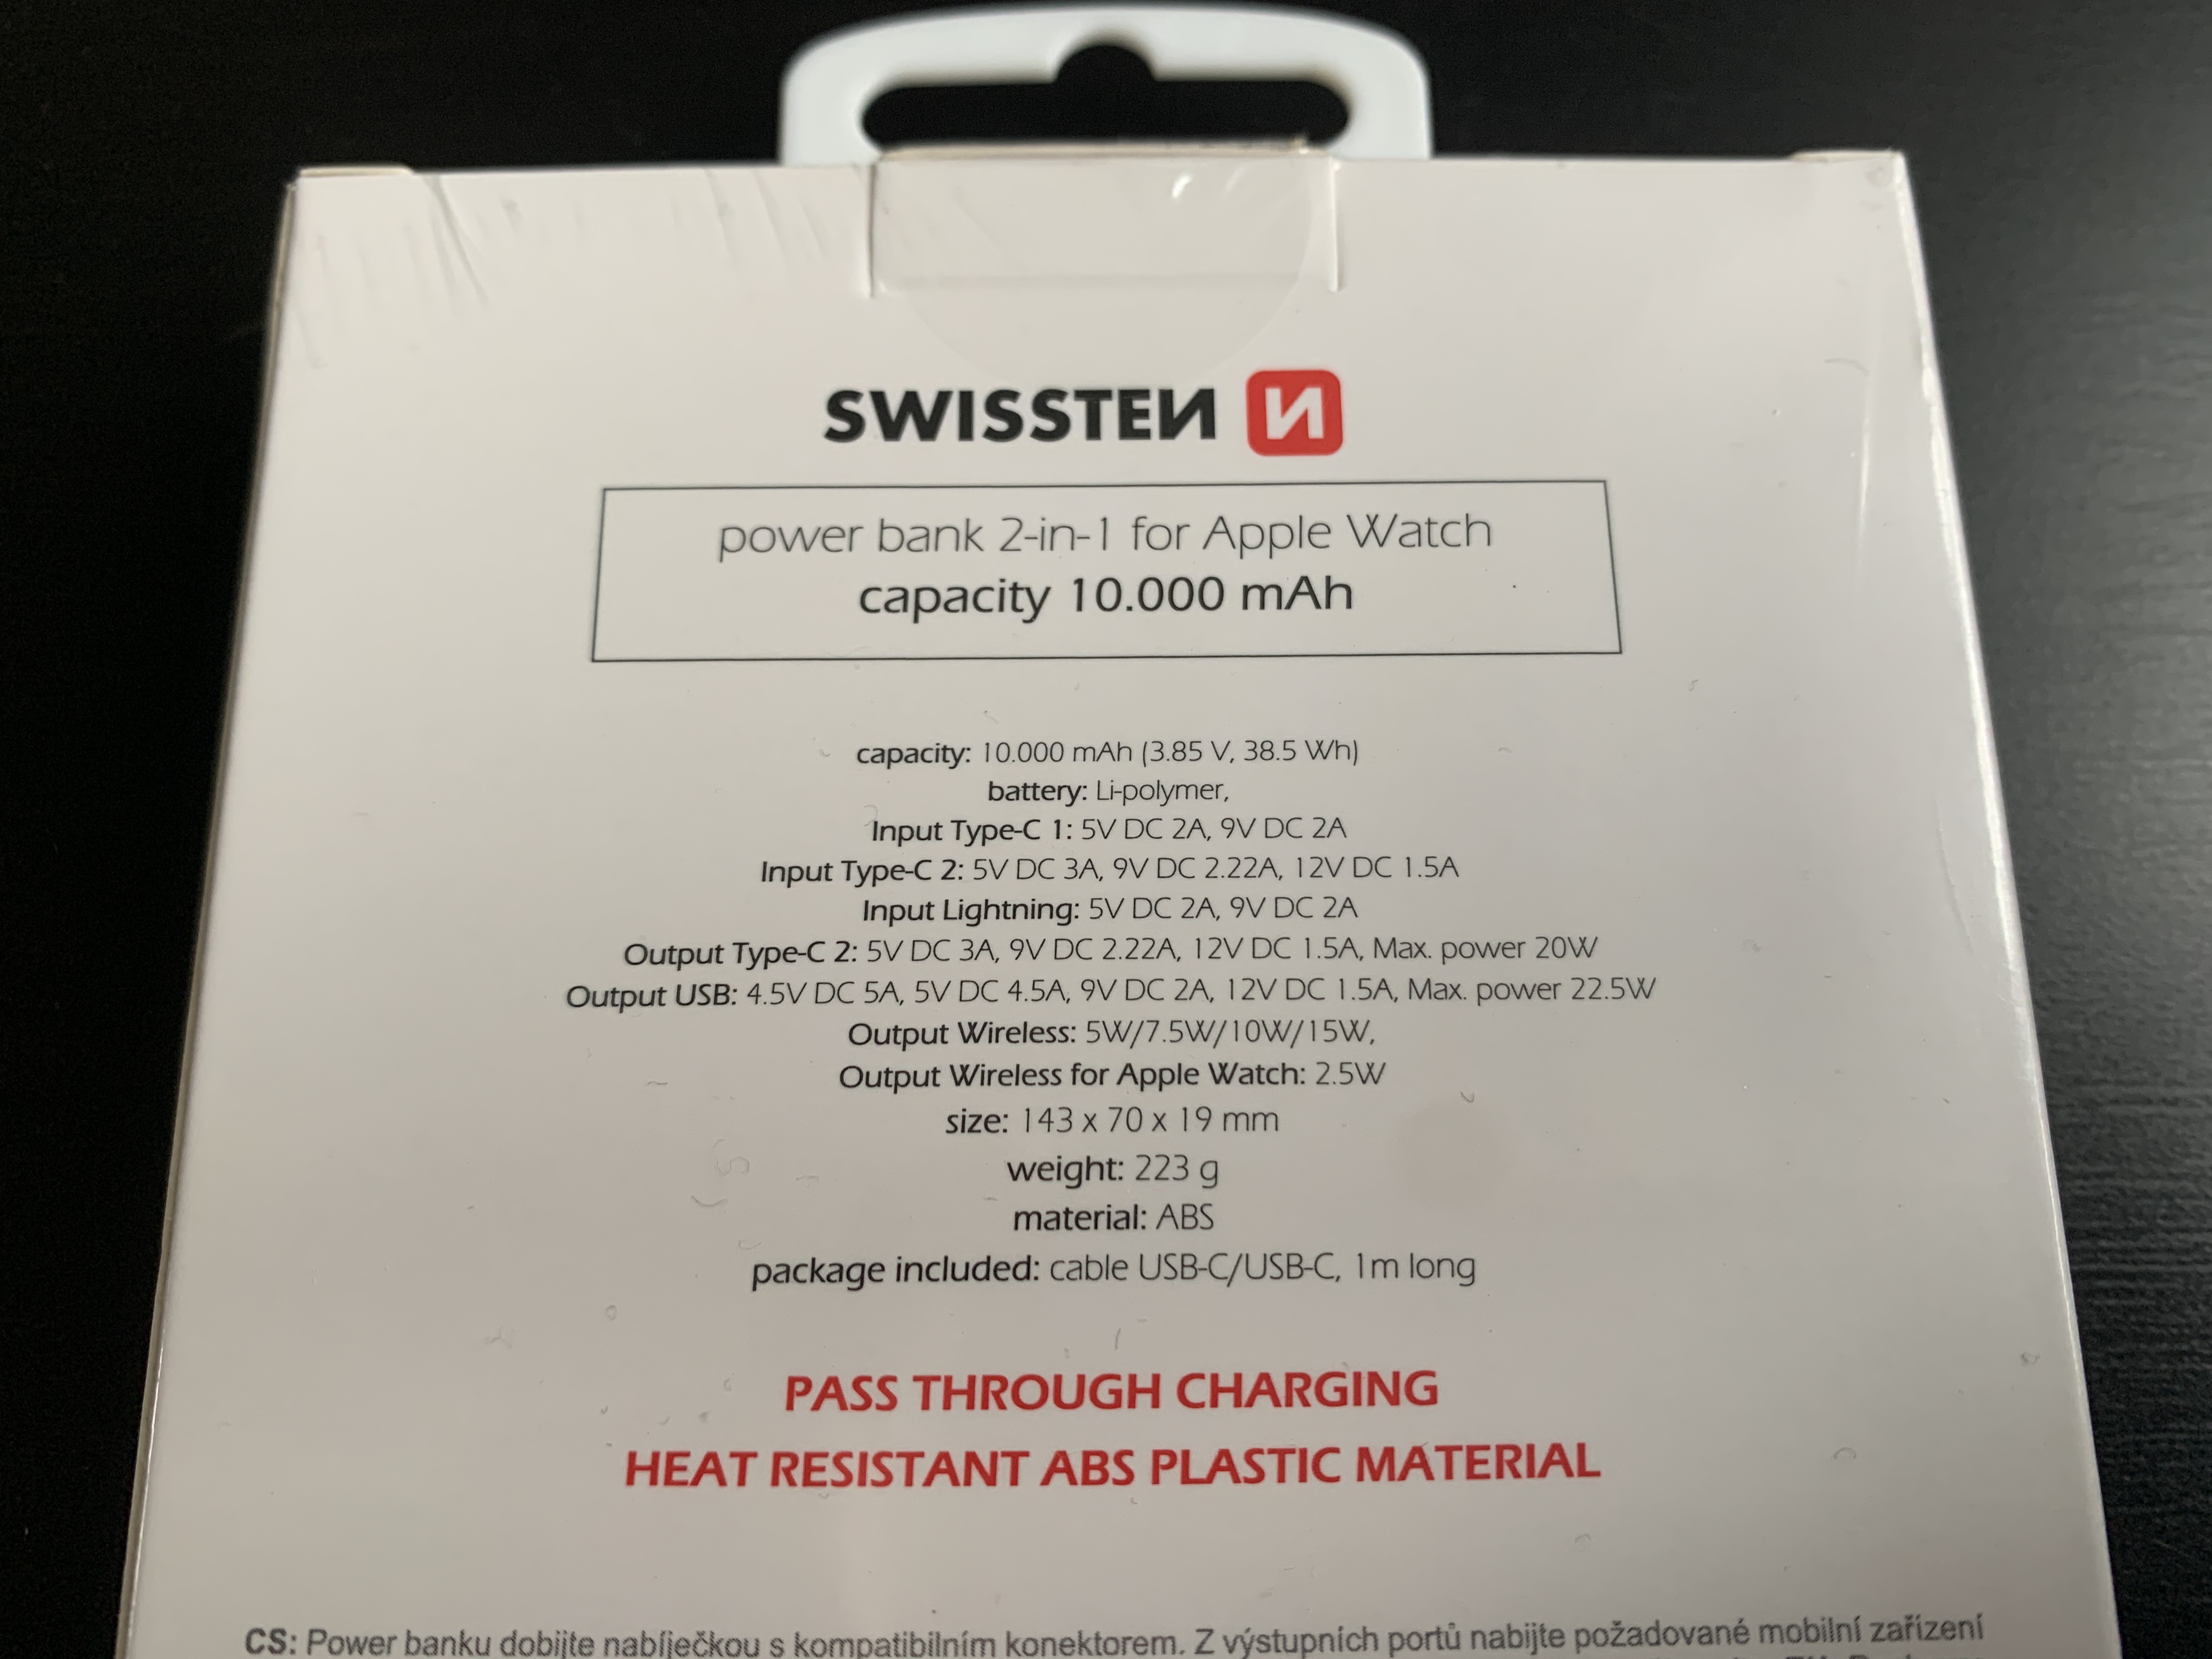 SWISSTEN N
power bank 2-in-1 for Apple Watch
capacity 10.000 mAh
capacity: 10.000 mAh (3.85 V, 38.5 Wh)
battery: Li-polymer,
Input Type-C 1: 5V DC 2A, 9V DC 2A
Input Type-C 2: 5V DC 3A, 9V DC 2.22A, 12V DC 1.5A
Input Lightning: 5V DC 2A, 9V DC 2A
Output Type-C 2: 5V DC 3A, 9V DC 2.22A, 12V DC 1.5A, Max. power 20W
Output USB: 4.5V DC 5A, 5V DC 4.5A, 9V DC 2A, 12V DC 1.5A, Max. power 22.5W
Output Wireless: 5W/7.5W/10W/15W,
Output Wireless for Apple Watch: 2.5W
size: 143 x 70 x 19 mm
weight: 223 g
material: ABS
package included: cable USB-C/USB-C, 1m long
PASS THROUGH CHARGING
HEAT RESISTANT ABS PLASTIC MATERIAL
CS: Power banku dobijte nabíječkou s kompatibilním konektorem. Z výstupních portů nabijte požadované mobilní zařízení